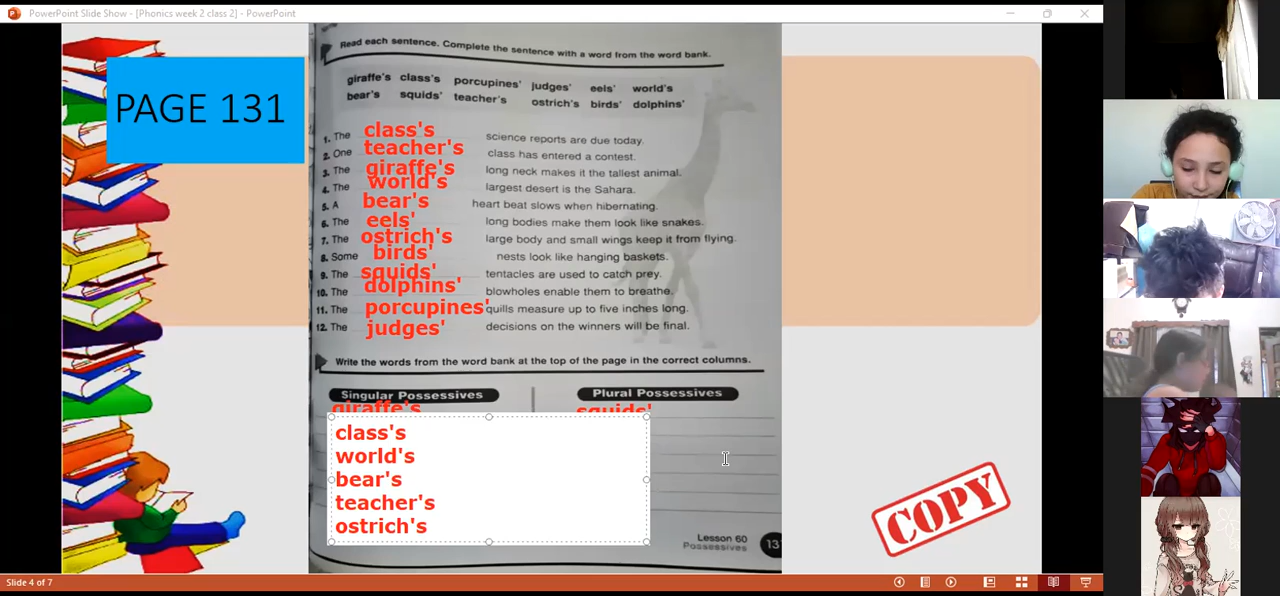 PowerPoint Slide Show - [Phonics week 2 class 2] - PowerPoint
PAGE 131
Read each sentence. Complete the sentence with a word from the word bank.
giraffe's class's porcupines' judges' eels' world's
bear's squids' teacher's ostrich's birds' dolphins'
1. The class's science reports are due today.
2. One teacher's class has entered a contest.
3. The giraffe's long neck makes it the tallest animal.
4. The world's largest desert is the Sahara.
5. A bear's heart beat slows when hibernating.
6. The eels' long bodies make them look like snakes.
7. The ostrich's large body and small wings keep it from flying.
8. Some birds' nests look like hanging baskets.
9. The squids' tentacles are used to catch prey.
10. The dolphins' blowholes enable them to breathe.
11. The porcupines' quills measure up to five inches long.
12. The judges' decisions on the winners will be final.
Write the words from the word bank at the top of the page in the correct columns.
Singular Possessives Plural Possessives
giraffe's squids'
class's
world's
bear's
teacher's
ostrich's
COPY
Lesson 60
Possessives 131
Slide 4 of 7